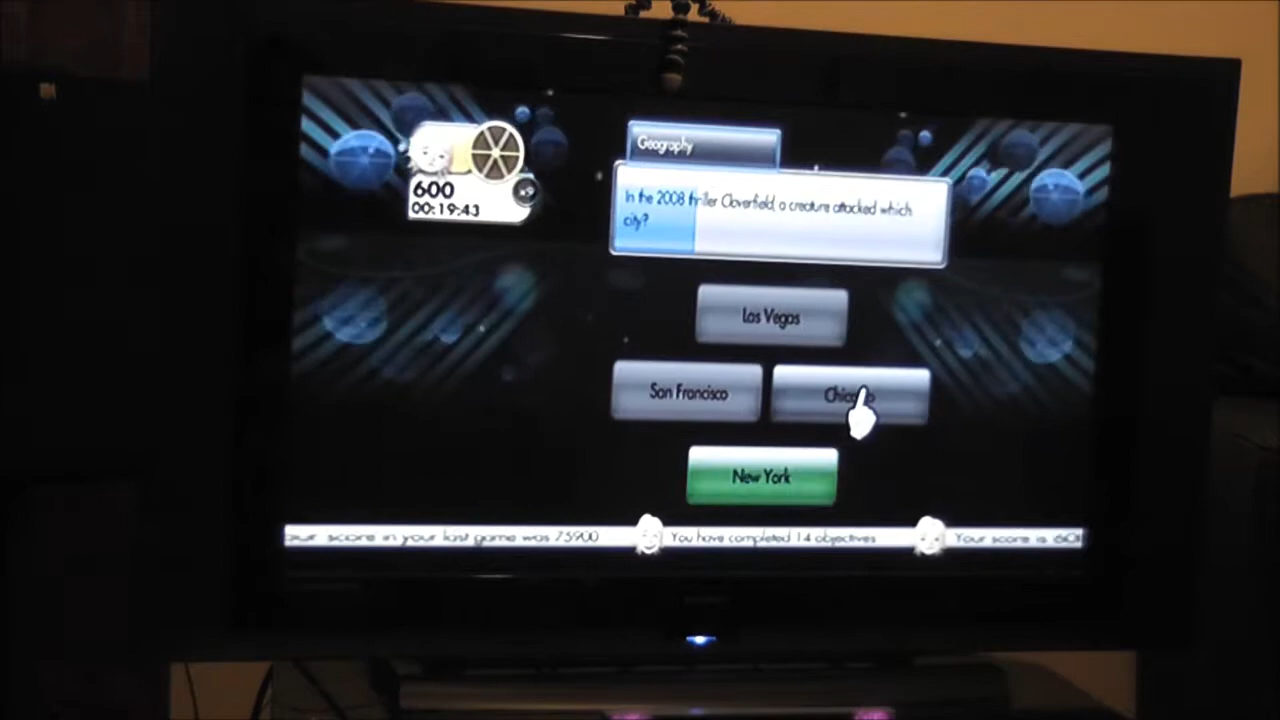 Geography
600
00:19:43
In the 2008 thriller Cloverfield, a creature attacked which
city?
Las Vegas
San Francisco
New York
score in your last game was 75900
You have completed 14 objectives
Your score is